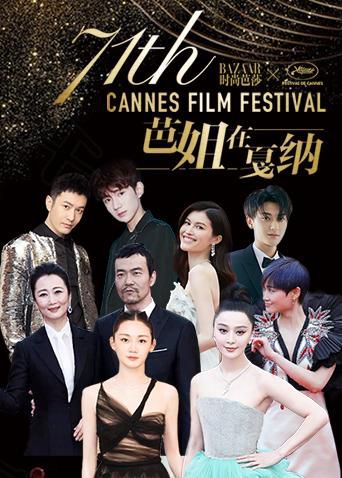 71th
BAZAAR
时尚芭莎
×
FESTIVAL DE CANNES
CANNES FILM FESTIVAL
芭姐在戛纳